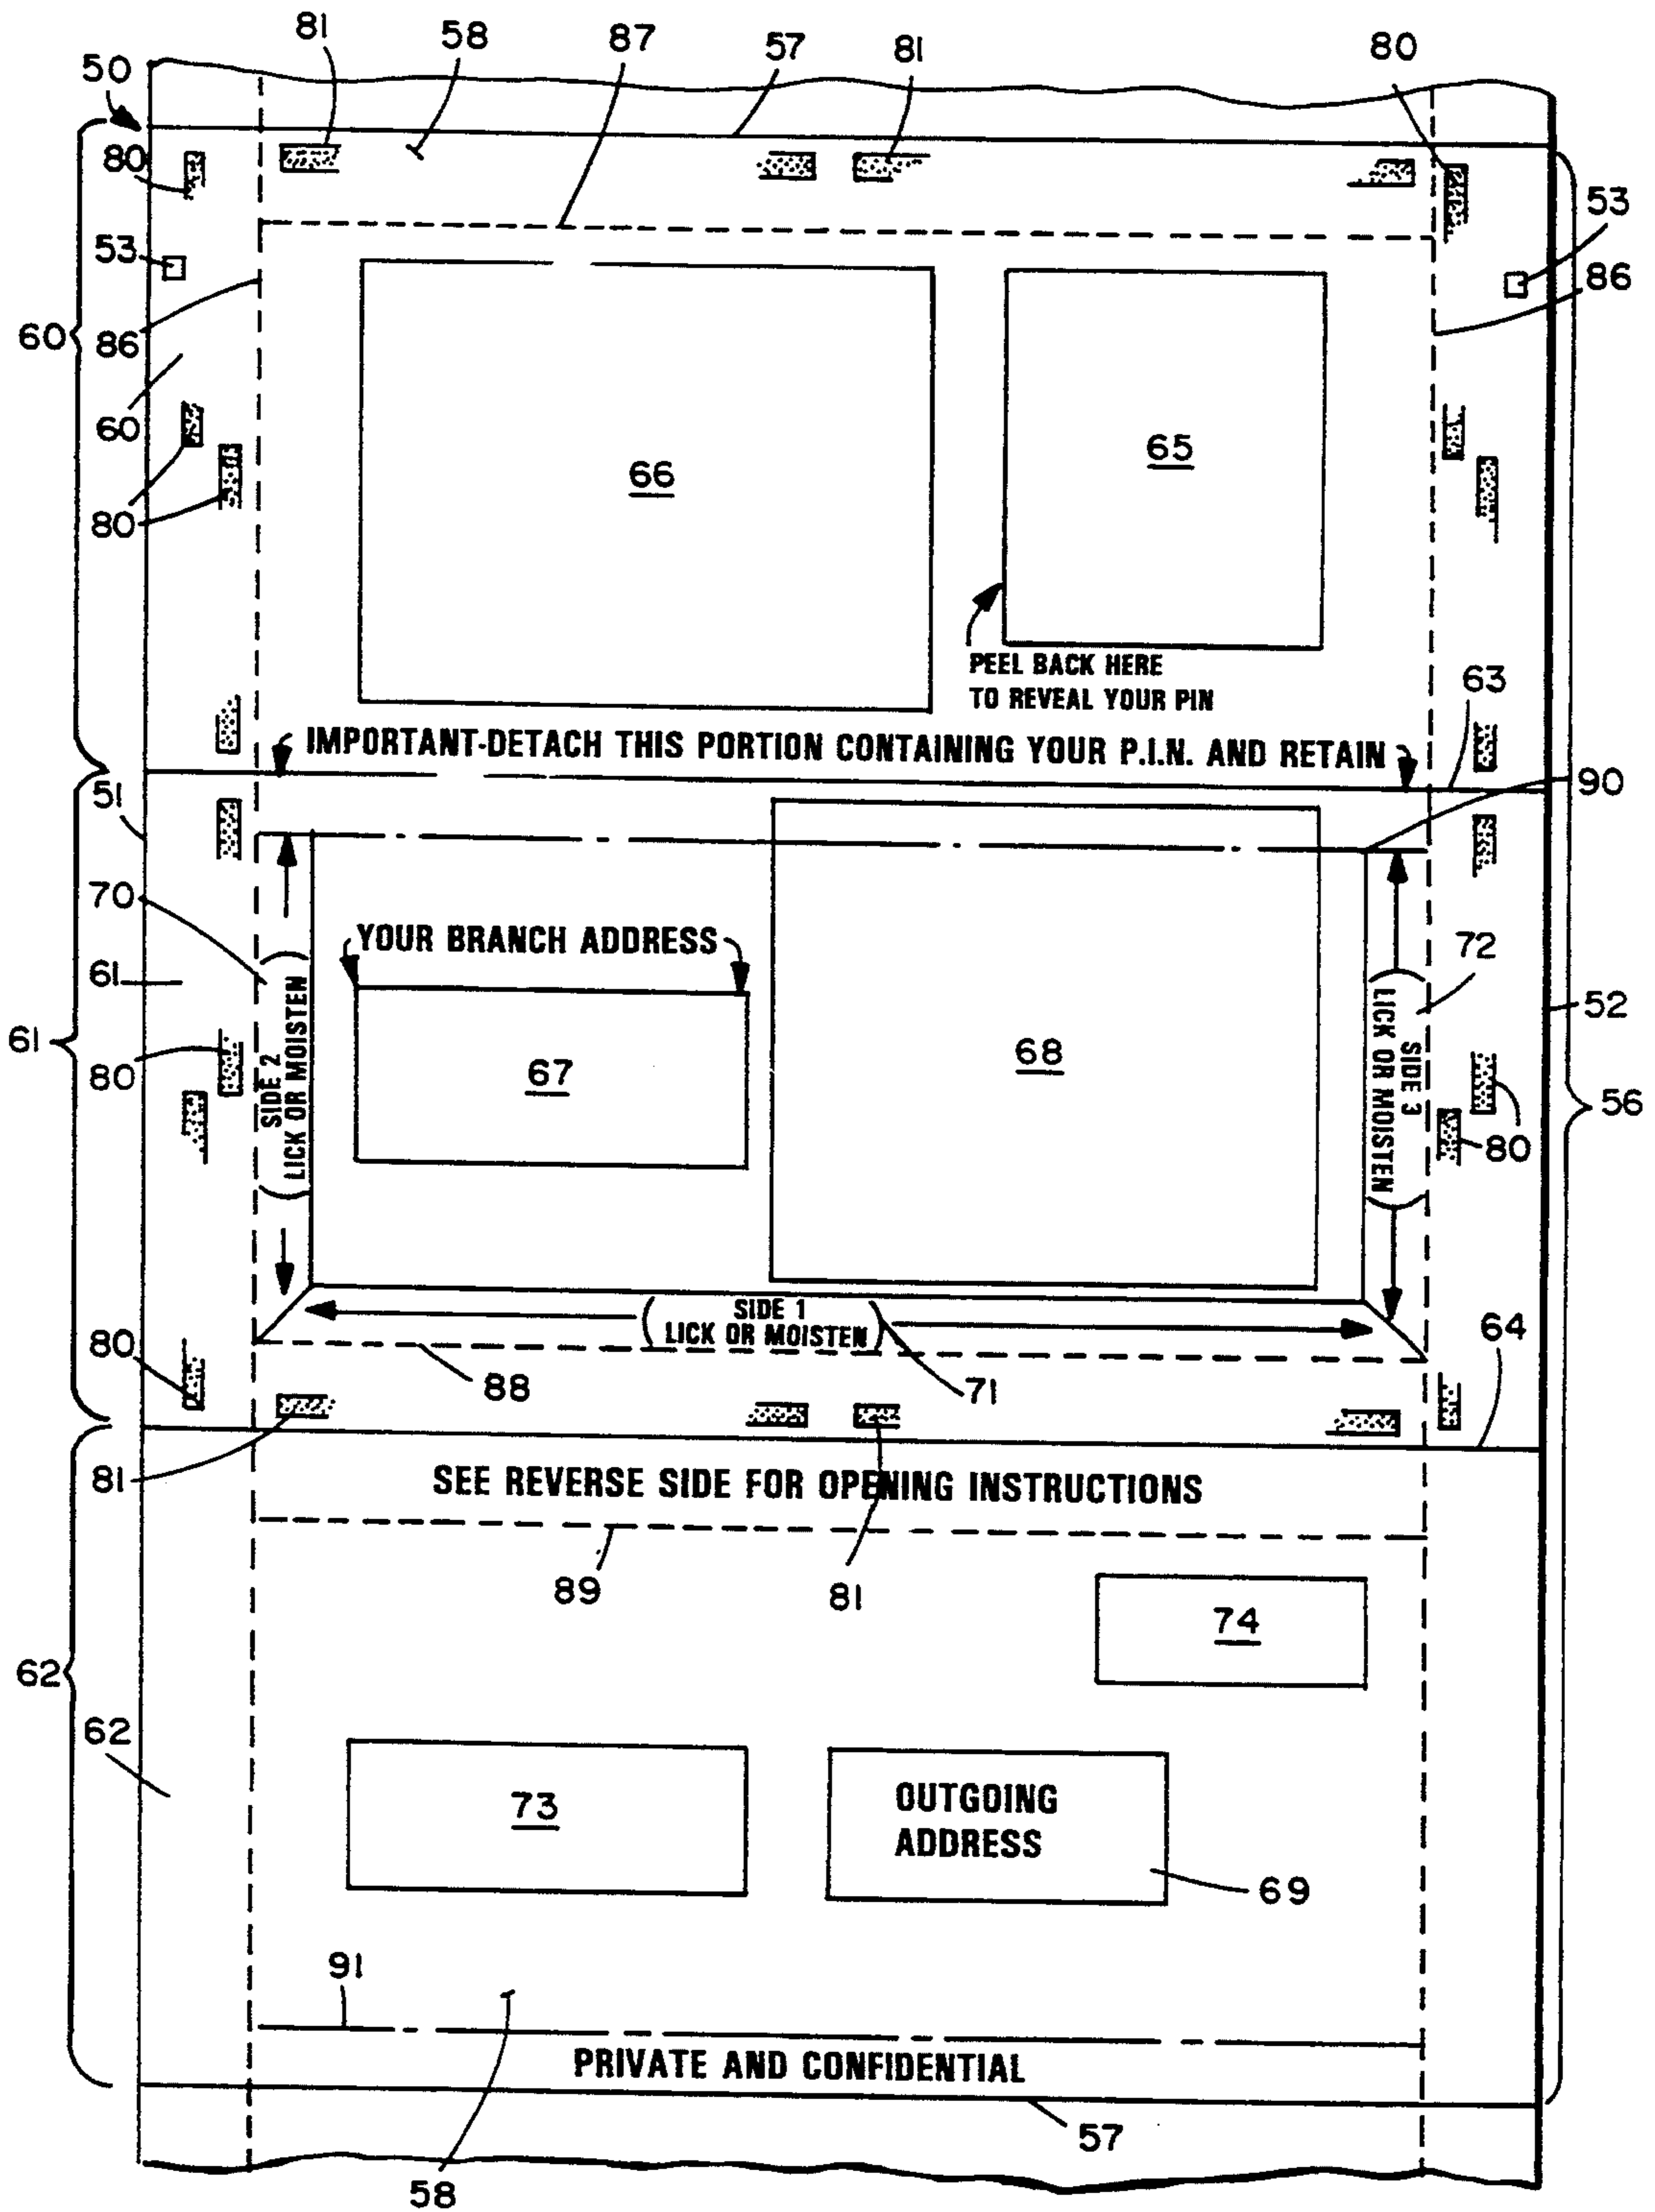 81 58 87 57 81 80
50
80
53 53
86 86
60
60
66 65
80
PEEL BACK HERE
TO REVEAL YOUR PIN
63
IMPORTANT-DETACH THIS PORTION CONTAINING YOUR P.I.N. AND RETAIN
90
51
70
YOUR BRANCH ADDRESS
72
61
52
SIDE 2
LICK OR MOISTEN
SIDE 3
LICK OR MOISTEN
61
80
67
68
56
80
SIDE 1
LICK OR MOISTEN
64
80
88
71
81
SEE REVERSE SIDE FOR OPENING INSTRUCTIONS
89
81
74
62
62
73
OUTGOING
ADDRESS
69
91
PRIVATE AND CONFIDENTIAL
57
58